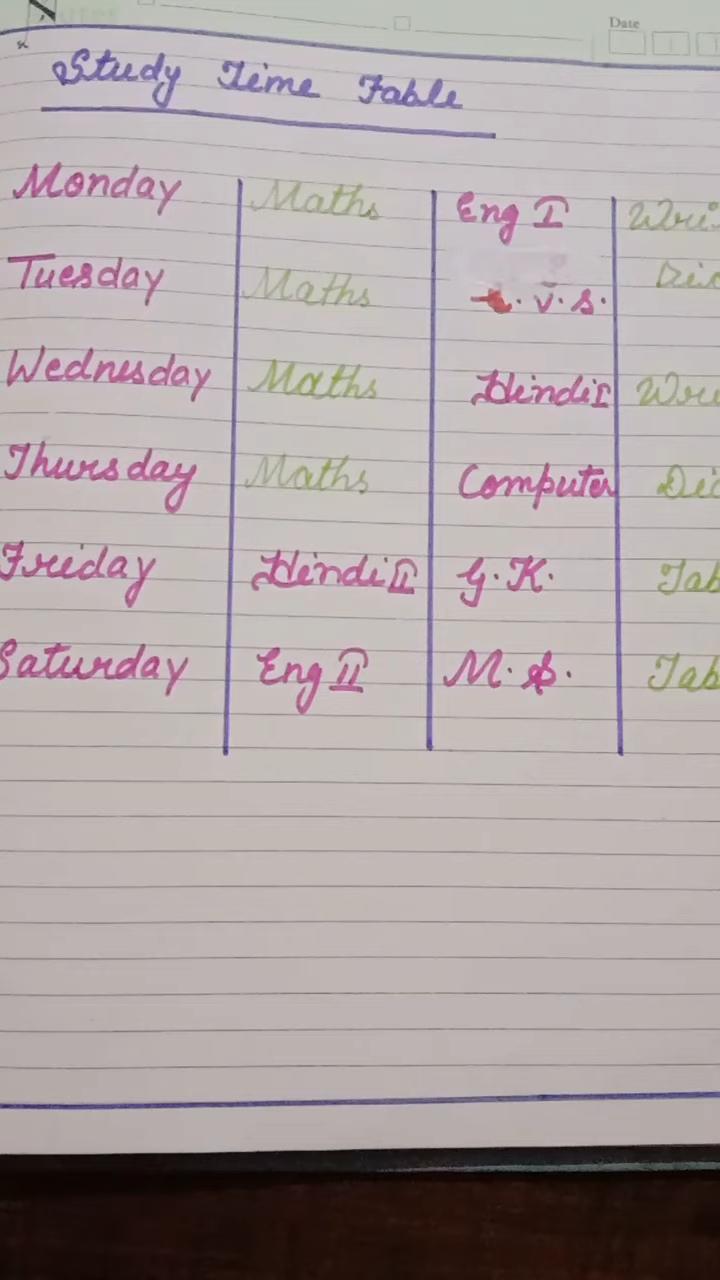 Date
Study Time Table
Monday Maths Eng I
Tuesday Maths . v. s.
Wednesday Maths Hindi I
Thursday Maths Computer
Friday Hindi II G. K.
Saturday Eng II M. S.